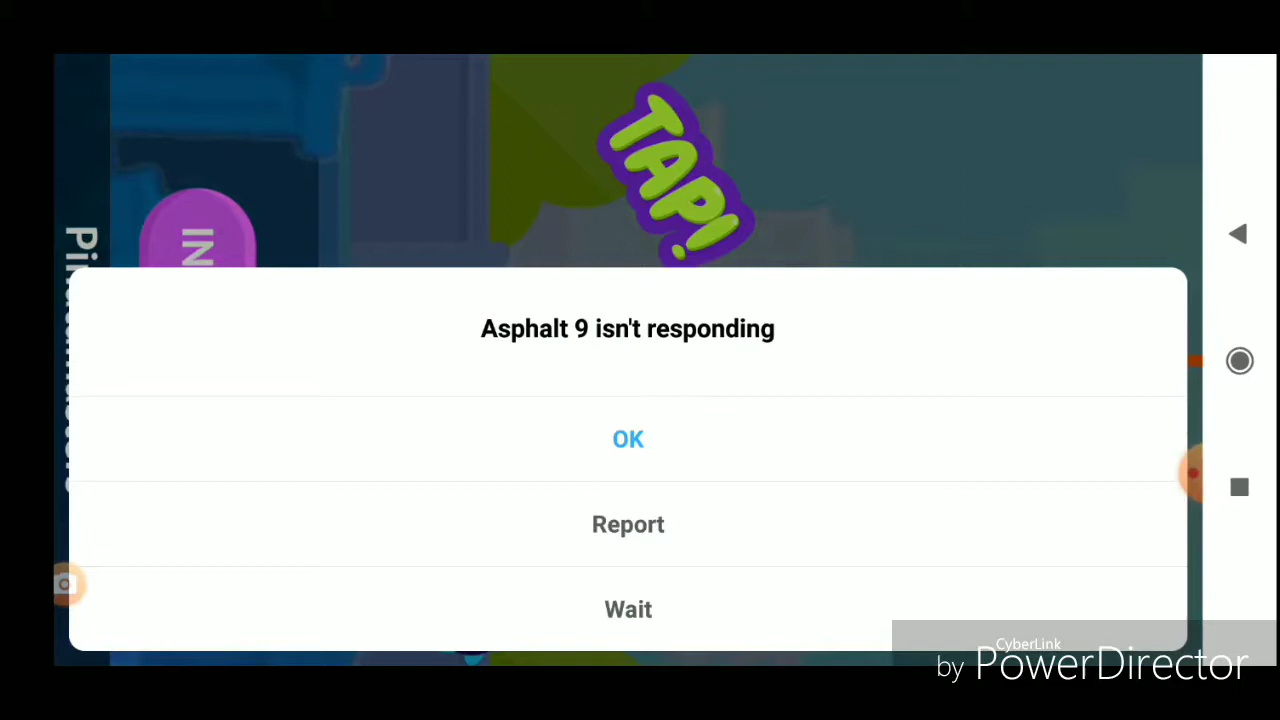 TAP!
IN
Asphalt 9 isn't responding
OK
Report
Wait
CyberLink
by PowerDirector